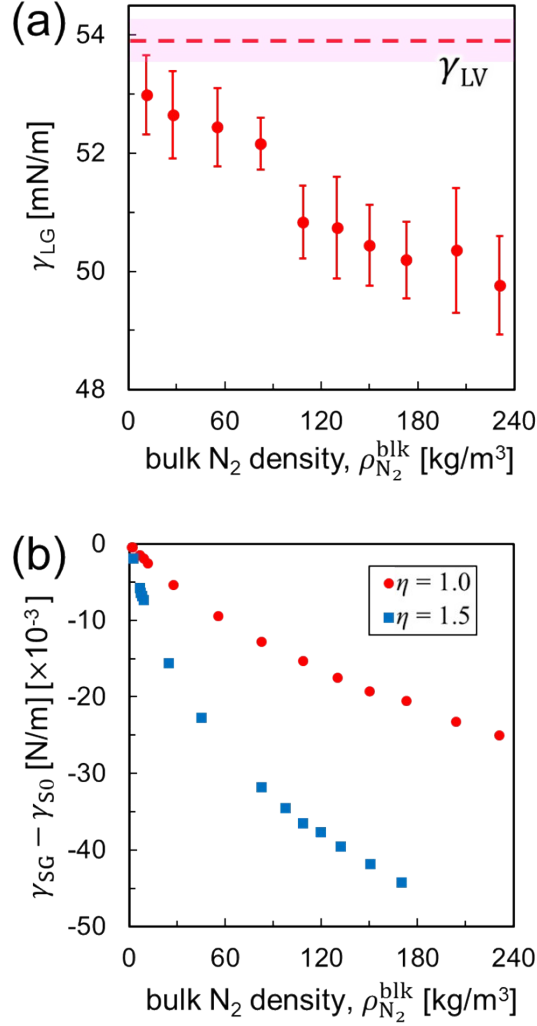 (a)
54
52
50
48
γLG [mN/m]
γLV
0 60 120 180 240
bulk N2 density, ρN2blk [kg/m3]
(b)
0
-10
-20
-30
-40
-50
γSG − γS0 [N/m] [×10-3]
η = 1.0
η = 1.5
0 60 120 180 240
bulk N2 density, ρN2blk [kg/m3]